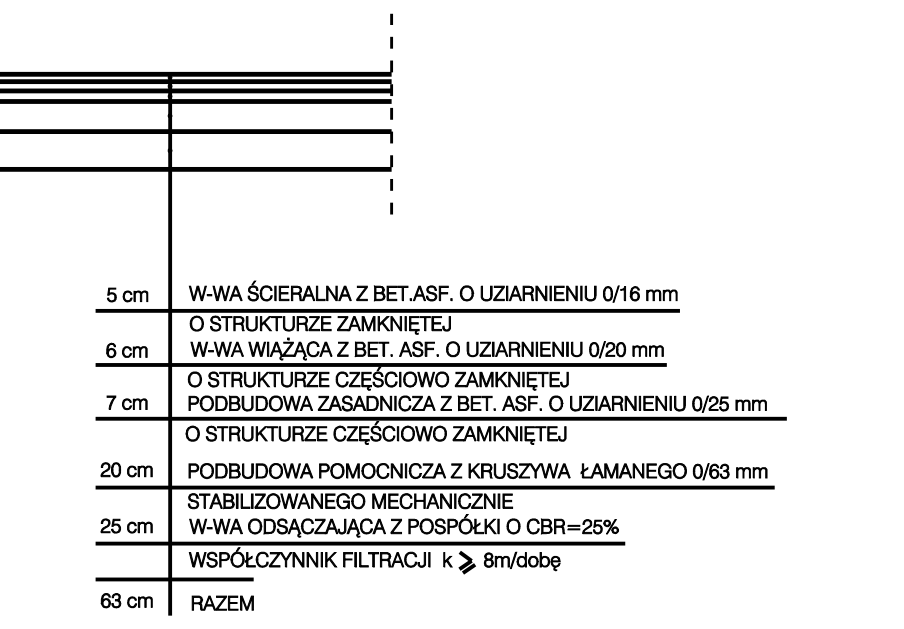 5 cm W-WA ŚCIERALNA Z BET.ASF. O UZIARNIENIU 0/16 mm
O STRUKTURZE ZAMKNIĘTEJ
6 cm W-WA WIĄŻĄCA Z BET. ASF. O UZIARNIENIU 0/20 mm
O STRUKTURZE CZĘŚCIOWO ZAMKNIĘTEJ
7 cm PODBUDOWA ZASADNICZA Z BET. ASF. O UZIARNIENIU 0/25 mm
O STRUKTURZE CZĘŚCIOWO ZAMKNIĘTEJ
20 cm PODBUDOWA POMOCNICZA Z KRUSZYWA ŁAMANEGO 0/63 mm
STABILIZOWANEGO MECHANICZNIE
25 cm W-WA ODSĄCZAJĄCA Z POSPÓŁKI O CBR=25%
WSPÓŁCZYNNIK FILTRACJI k ⩾ 8m/dobę
63 cm RAZEM